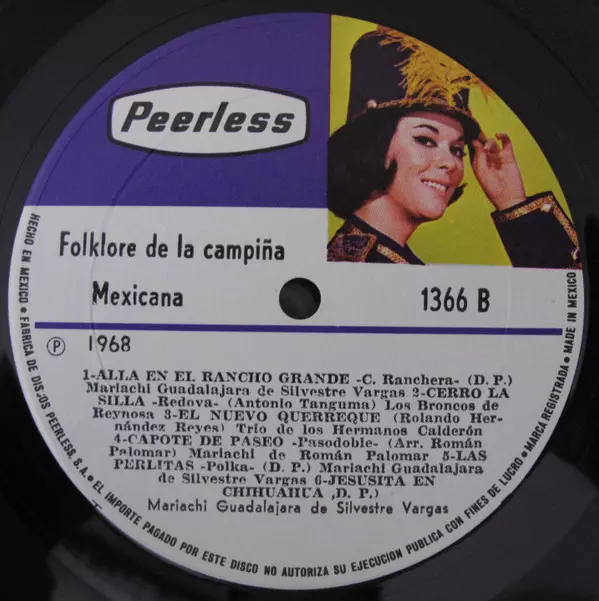 Peerless
Folklore de la campiña
Mexicana
1366 B
℗ 1968
1-ALLA EN EL RANCHO GRANDE -C. Ranchera- (D. P.)
Mariachi Guadalajara de Silvestre Vargas 2-CERRO LA
SILLA -Redova- (Antonio Tanguma) Los Broncos de
Reynosa 3-EL NUEVO QUERREQUE (Rolando Her-
nández Reyes) Trío de los Hermanos Calderón
4-CAPOTE DE PASEO -Pasodoble- (Arr. Román
Palomar) Mariachi de Román Palomar 5-LAS
PERLITAS -Polka- (D. P.) Mariachi Guadalajara
de Silvestre Vargas 6-JESUSITA EN
CHIHUAHUA ,D. P.)
Mariachi Guadalajara de Silvestre Vargas
HECHO EN MEXICO • FABRICA DE DISJOS PEERLESS, S.A. • EL IMPORTE PAGADO POR ESTE DISCO NO AUTORIZA SU EJECUCION PUBLICA CON FINES DE LUCRO • MARCA REGISTRADA • MADE IN MEXICO